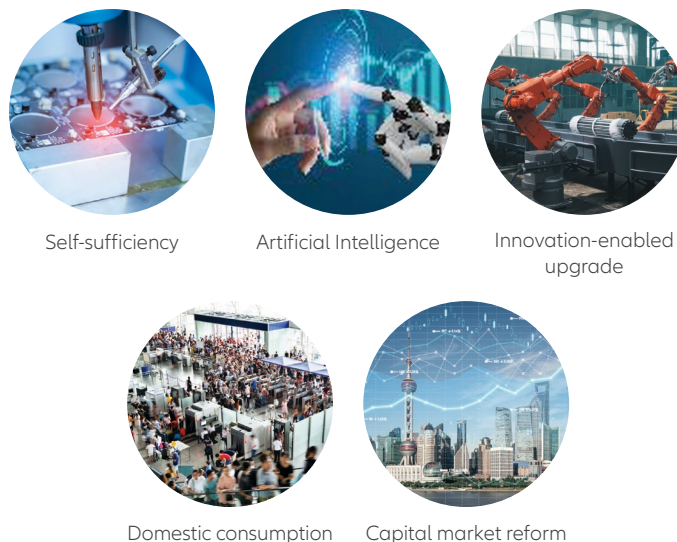 Self-sufficiency
Artificial Intelligence
Innovation-enabled
upgrade
Domestic consumption
Capital market reform